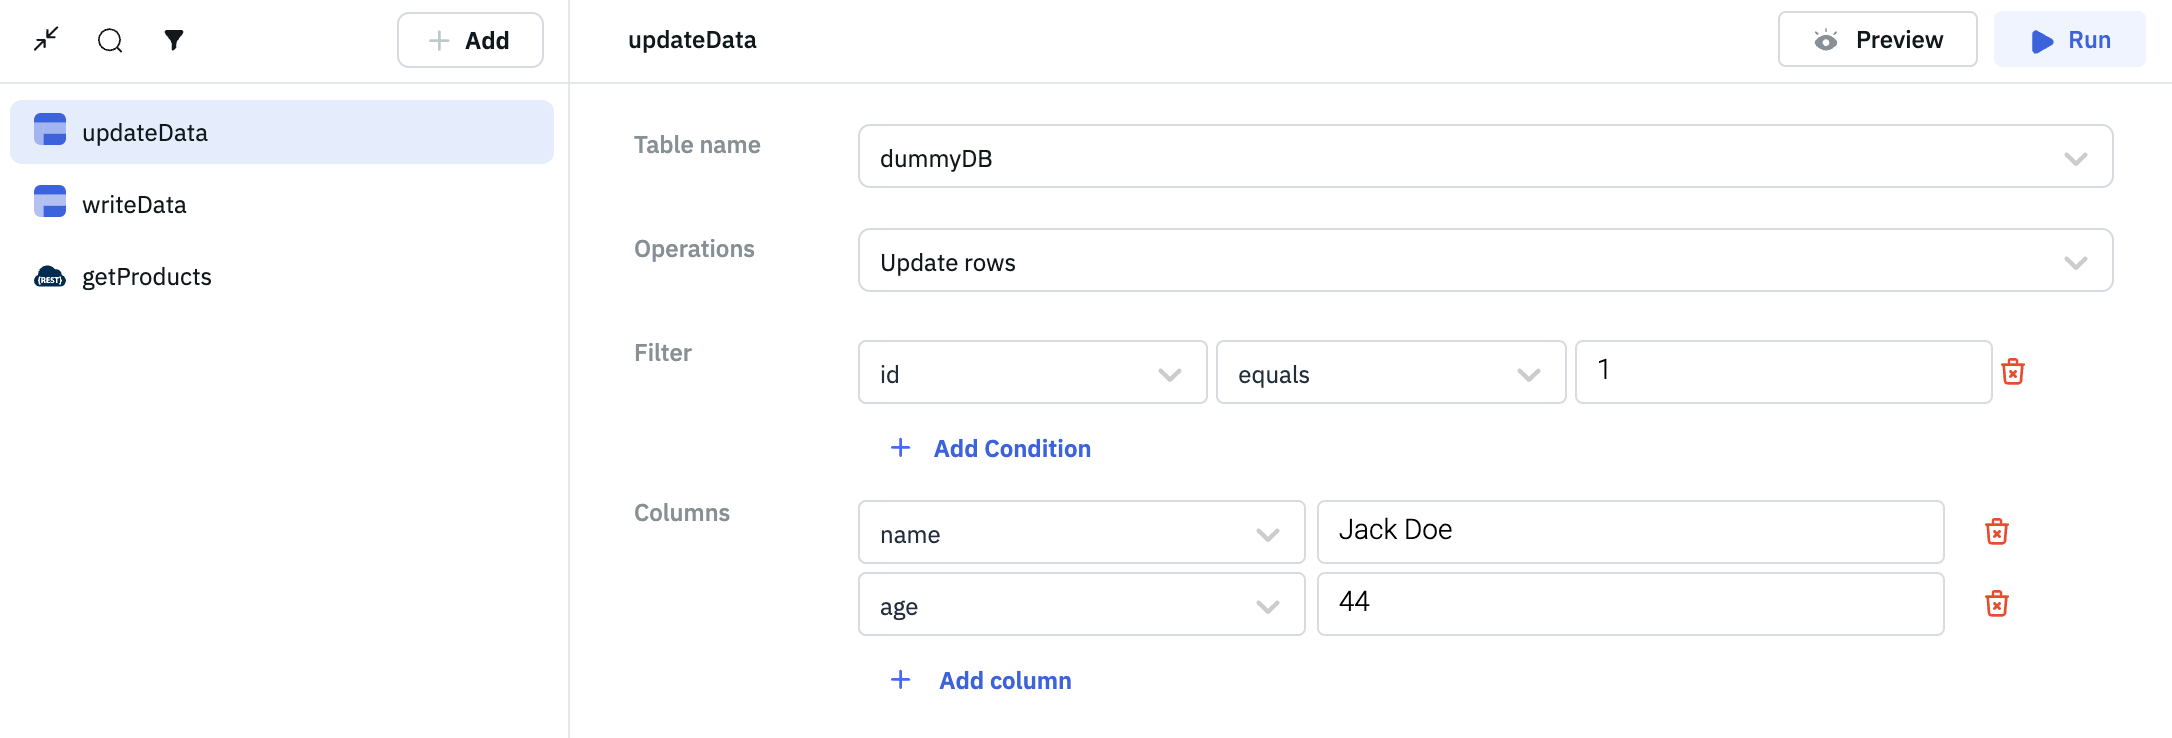 Add
updateData
Preview
Run
updateData
writeData
{REST}
getProducts
Table name
dummyDB
Operations
Update rows
Filter
id
equals
1
Add Condition
Columns
name
Jack Doe
age
44
Add column